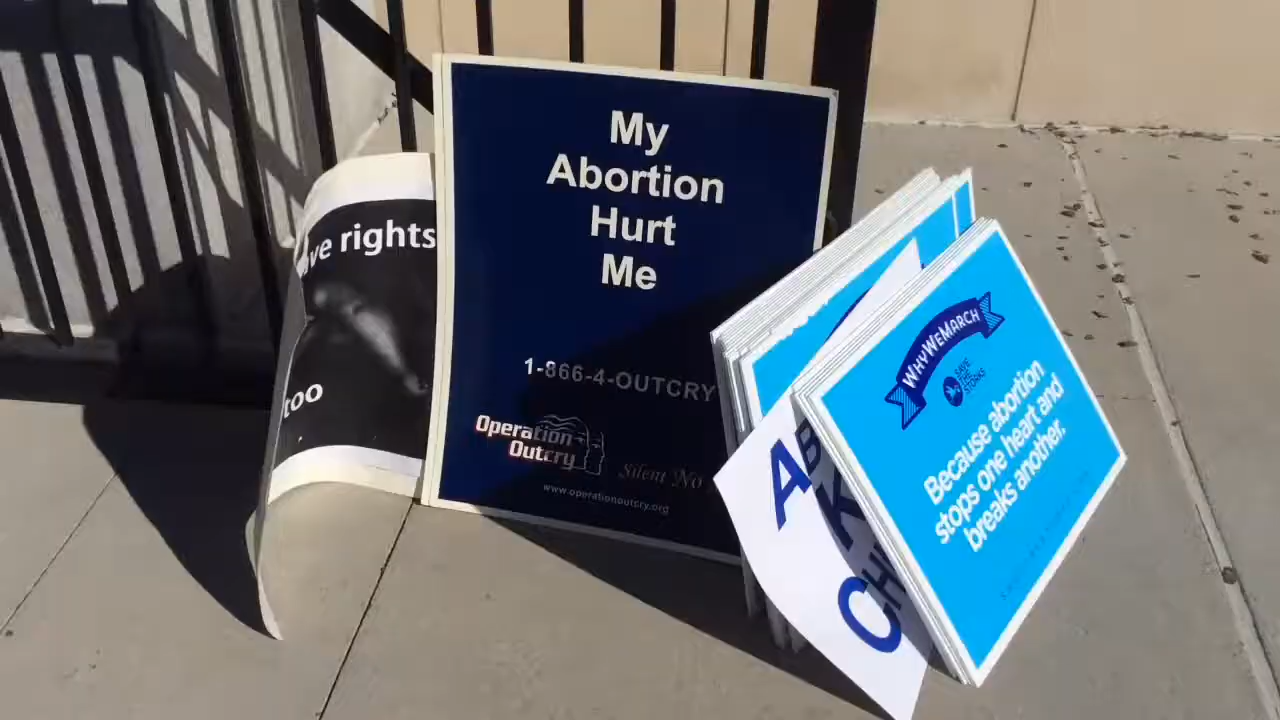 ve rights
too
My
Abortion
Hurt
Me
1-866-4-OUTCRY
Operation
Outcry
Silent No
www.operationoutcry.org
A
C
WHYWEMARCH
SAVE
THE
STORKS
Because abortion
stops one heart and
breaks another.